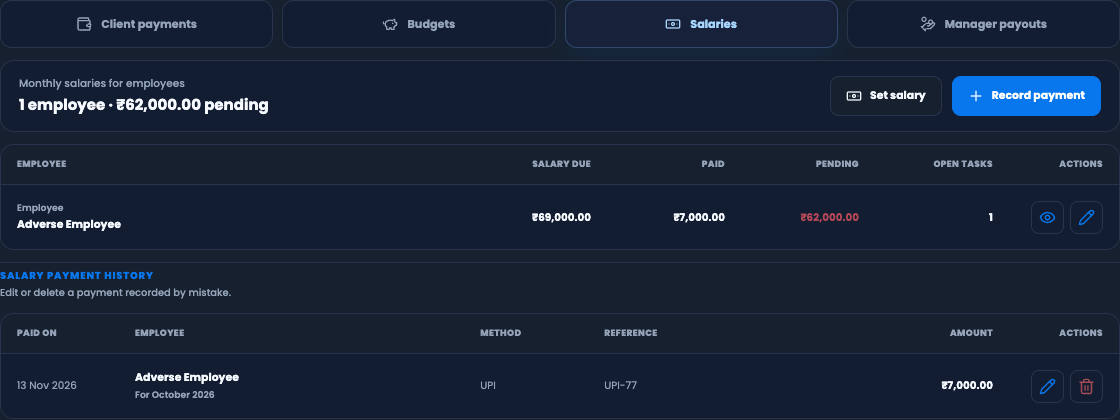 Client payments
Budgets
Salaries
Manager payouts
Monthly salaries for employees
1 employee · ₹62,000.00 pending
Set salary
Record payment
EMPLOYEE SALARY DUE PAID PENDING OPEN TASKS ACTIONS
Employee
Adverse Employee ₹69,000.00 ₹7,000.00 ₹62,000.00 1
SALARY PAYMENT HISTORY
Edit or delete a payment recorded by mistake.
PAID ON EMPLOYEE METHOD REFERENCE AMOUNT ACTIONS
13 Nov 2026 Adverse Employee UPI UPI-77 ₹7,000.00
For October 2026